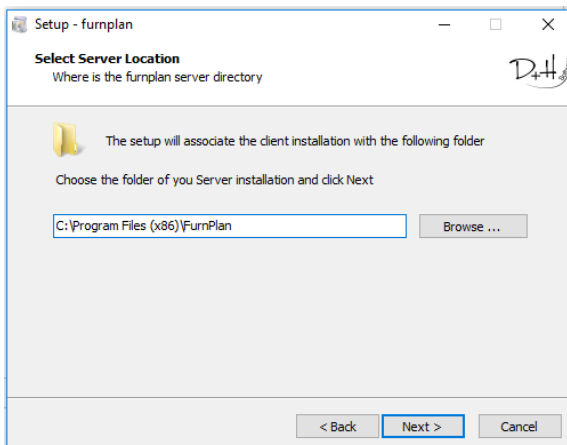 Setup - furnplan
Select Server Location
Where is the furnplan server directory
D+H
The setup will associate the client installation with the following folder
Choose the folder of you Server installation and click Next
C:\Program Files (x86)\FurnPlan
Browse ...
< Back
Next >
Cancel